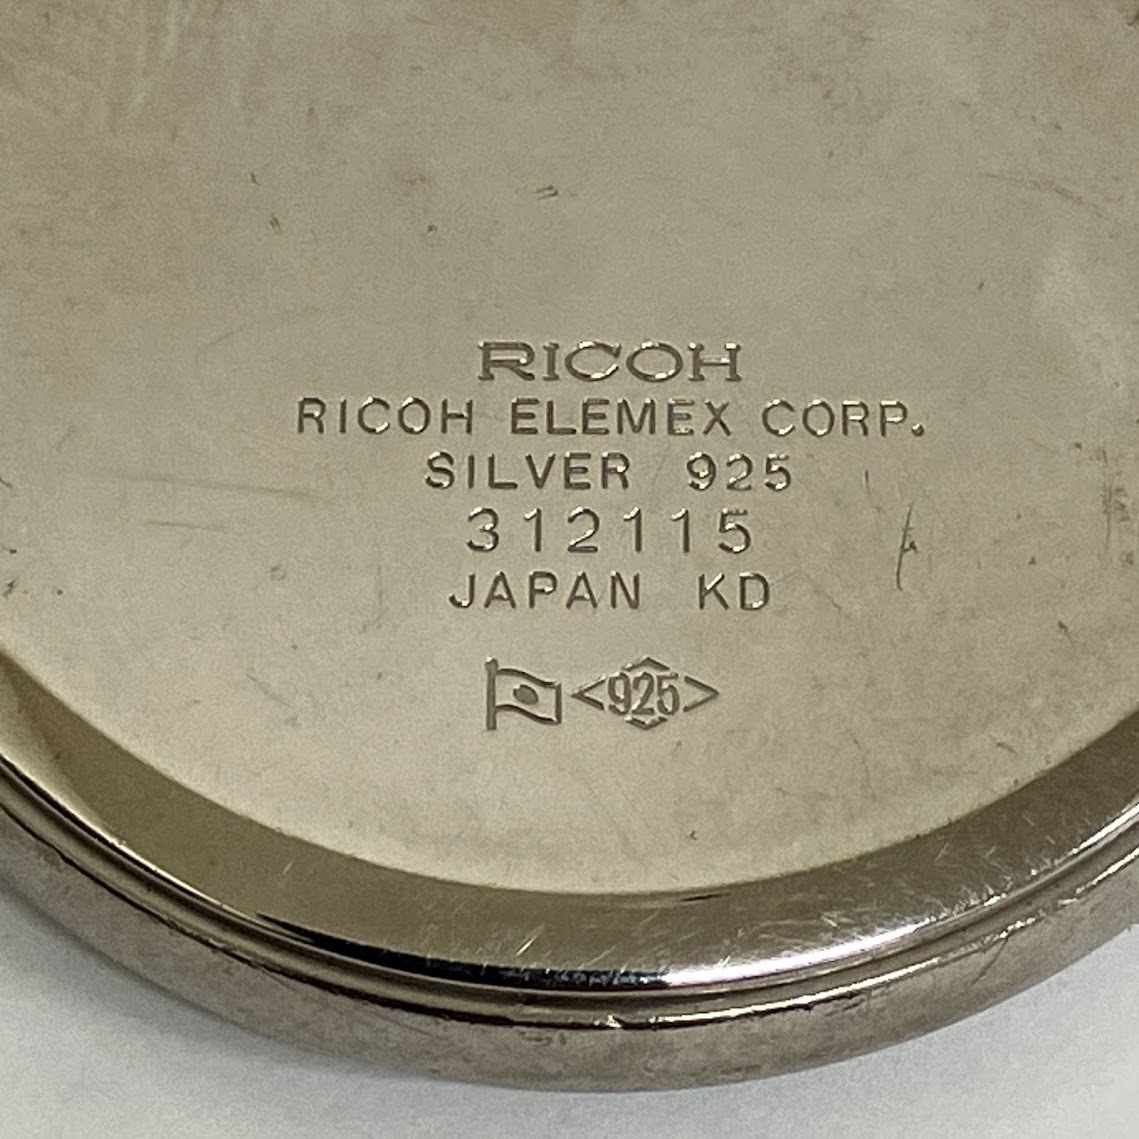 RICOH
RICOH ELEMEX CORP.
SILVER 925
312115
JAPAN KD
<925>